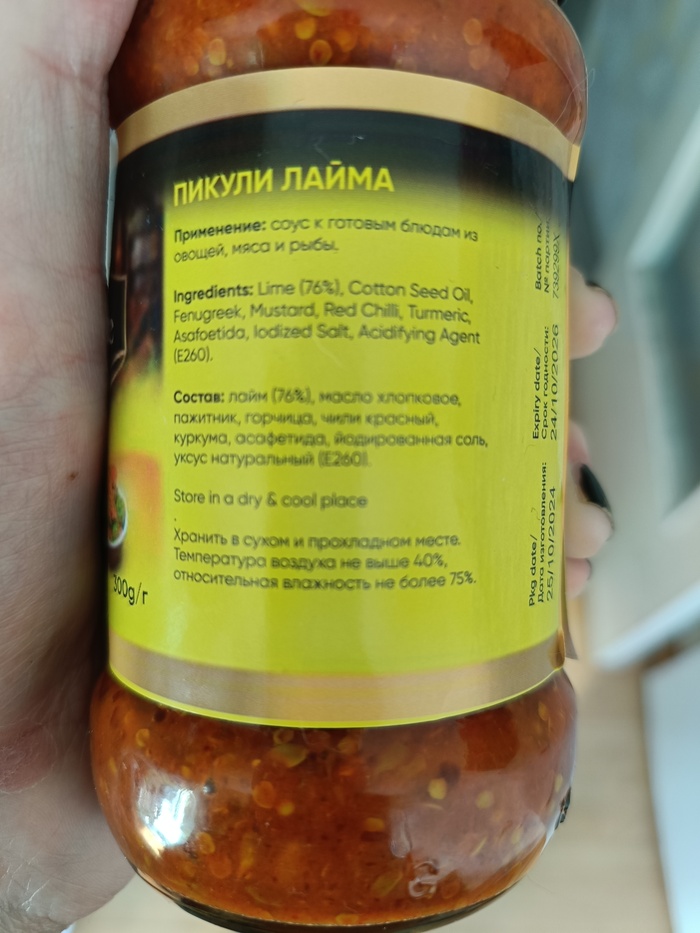 ПИКУЛИ ЛАЙМА
Применение: соус к готовым блюдам из
овощей, мяса и рыбы.
Ingredients: Lime (76%), Cotton Seed Oil,
Fenugreek, Mustard, Red Chilli, Turmeric,
Asafoetida, Iodized Salt, Acidifying Agent
(E260).
Состав: лайм (76%), масло хлопковое,
пажитник, горчица, чили красный,
куркума, асафетида, йодированная соль,
уксус натуральный (E260).
Store in a dry & cool place
Хранить в сухом и прохладном месте.
Температура воздуха не выше 40%,
относительная влажность не более 75%.
300g/г
Pkg date/
Дата изготовления:
25/10/2024
Expiry date/
Срок годности:
24/10/2026
Batch no./
№ партии